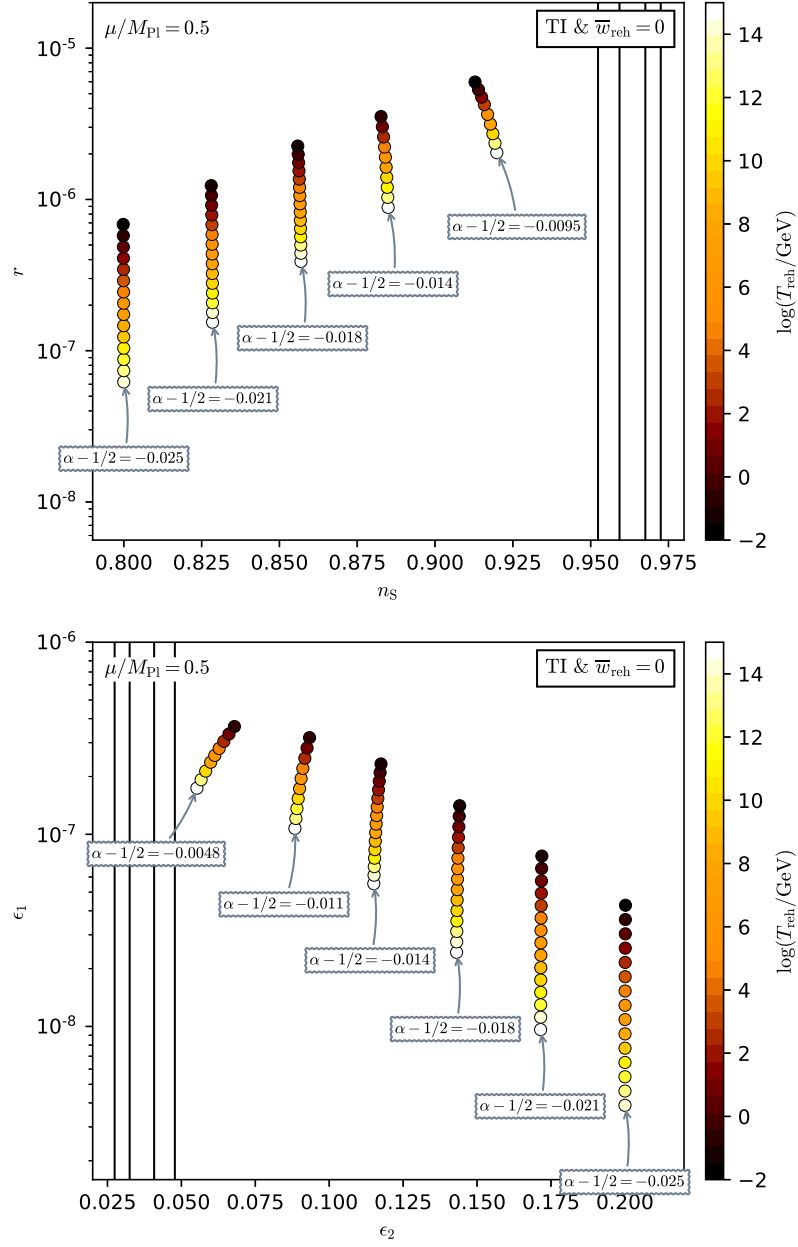 μ/M_Pl = 0.5
TI & w̅_reh = 0
10⁻⁵
10⁻⁶
10⁻⁷
10⁻⁸
r
α − 1/2 = −0.0095
α − 1/2 = −0.014
α − 1/2 = −0.018
α − 1/2 = −0.021
α − 1/2 = −0.025
0.800 0.825 0.850 0.875 0.900 0.925 0.950 0.975
n_S
14
12
10
8
6
4
2
0
−2
log(T_reh/GeV)
μ/M_Pl = 0.5
TI & w̅_reh = 0
10⁻⁶
10⁻⁷
10⁻⁸
ϵ₁
α − 1/2 = −0.0048
α − 1/2 = −0.011
α − 1/2 = −0.014
α − 1/2 = −0.018
α − 1/2 = −0.021
α − 1/2 = −0.025
0.025 0.050 0.075 0.100 0.125 0.150 0.175 0.200
ϵ₂
14
12
10
8
6
4
2
0
−2
log(T_reh/GeV)